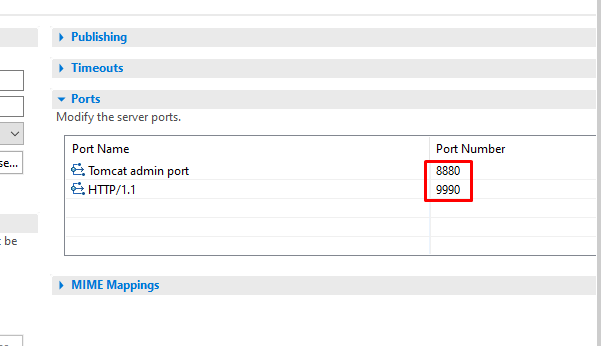 Publishing
Timeouts
Ports
Modify the server ports.
Port Name Port Number
Tomcat admin port 8880
HTTP/1.1 9990
se...
t be
MIME Mappings